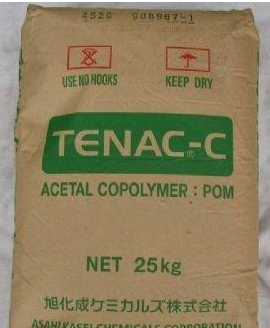 4520
USE NO HOOKS KEEP DRY
TENAC-C
®
ACETAL COPOLYMER : POM
NET 25kg
旭化成ケミカルズ株式会社
ASAHI KASEI CHEMICALS CORPORATION